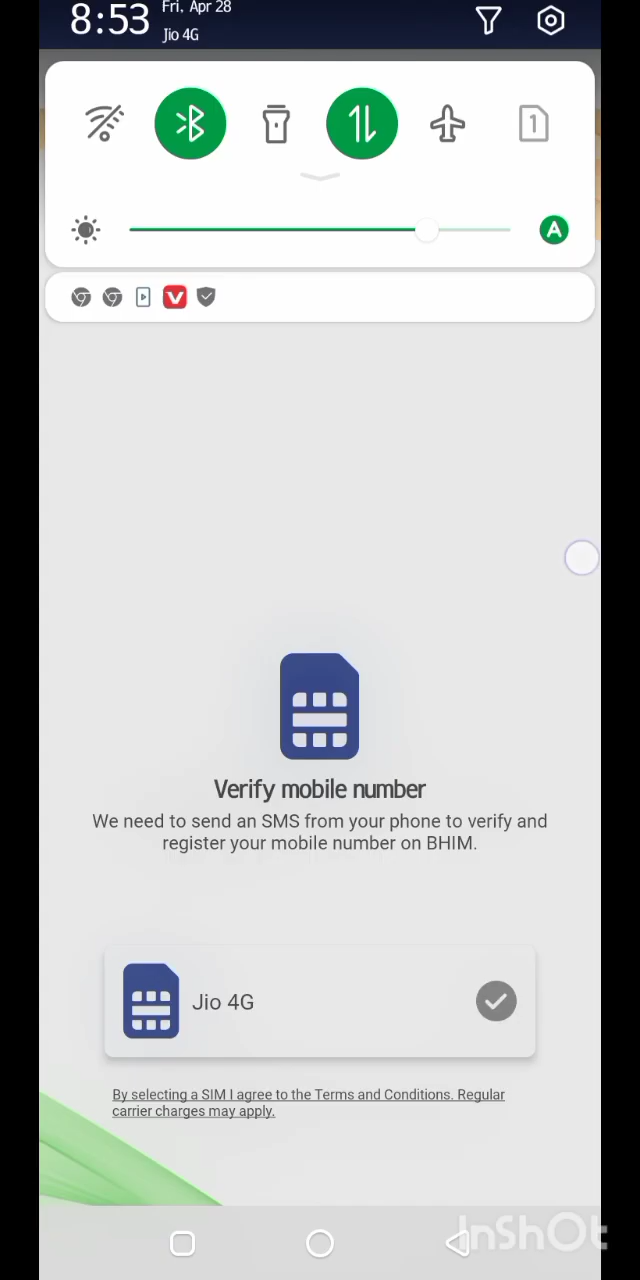 8:53
Fri, Apr 28
Jio 4G
1
A
Verify mobile number
We need to send an SMS from your phone to verify and
register your mobile number on BHIM.
Jio 4G
By selecting a SIM I agree to the Terms and Conditions. Regular
carrier charges may apply.
InShOt